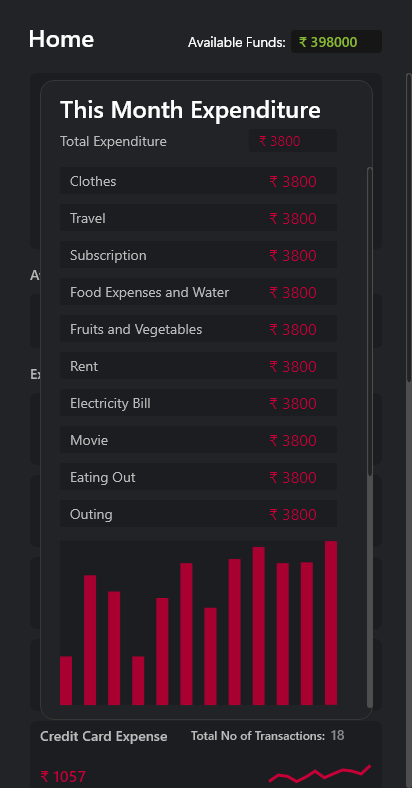 Home
Available Funds: ₹ 398000
This Month Expenditure
Total Expenditure ₹ 3800
Clothes ₹ 3800
Travel ₹ 3800
Subscription ₹ 3800
Food Expenses and Water ₹ 3800
Fruits and Vegetables ₹ 3800
Rent ₹ 3800
Electricity Bill ₹ 3800
Movie ₹ 3800
Eating Out ₹ 3800
Outing ₹ 3800
Credit Card Expense Total No of Transactions: 18
₹ 1057